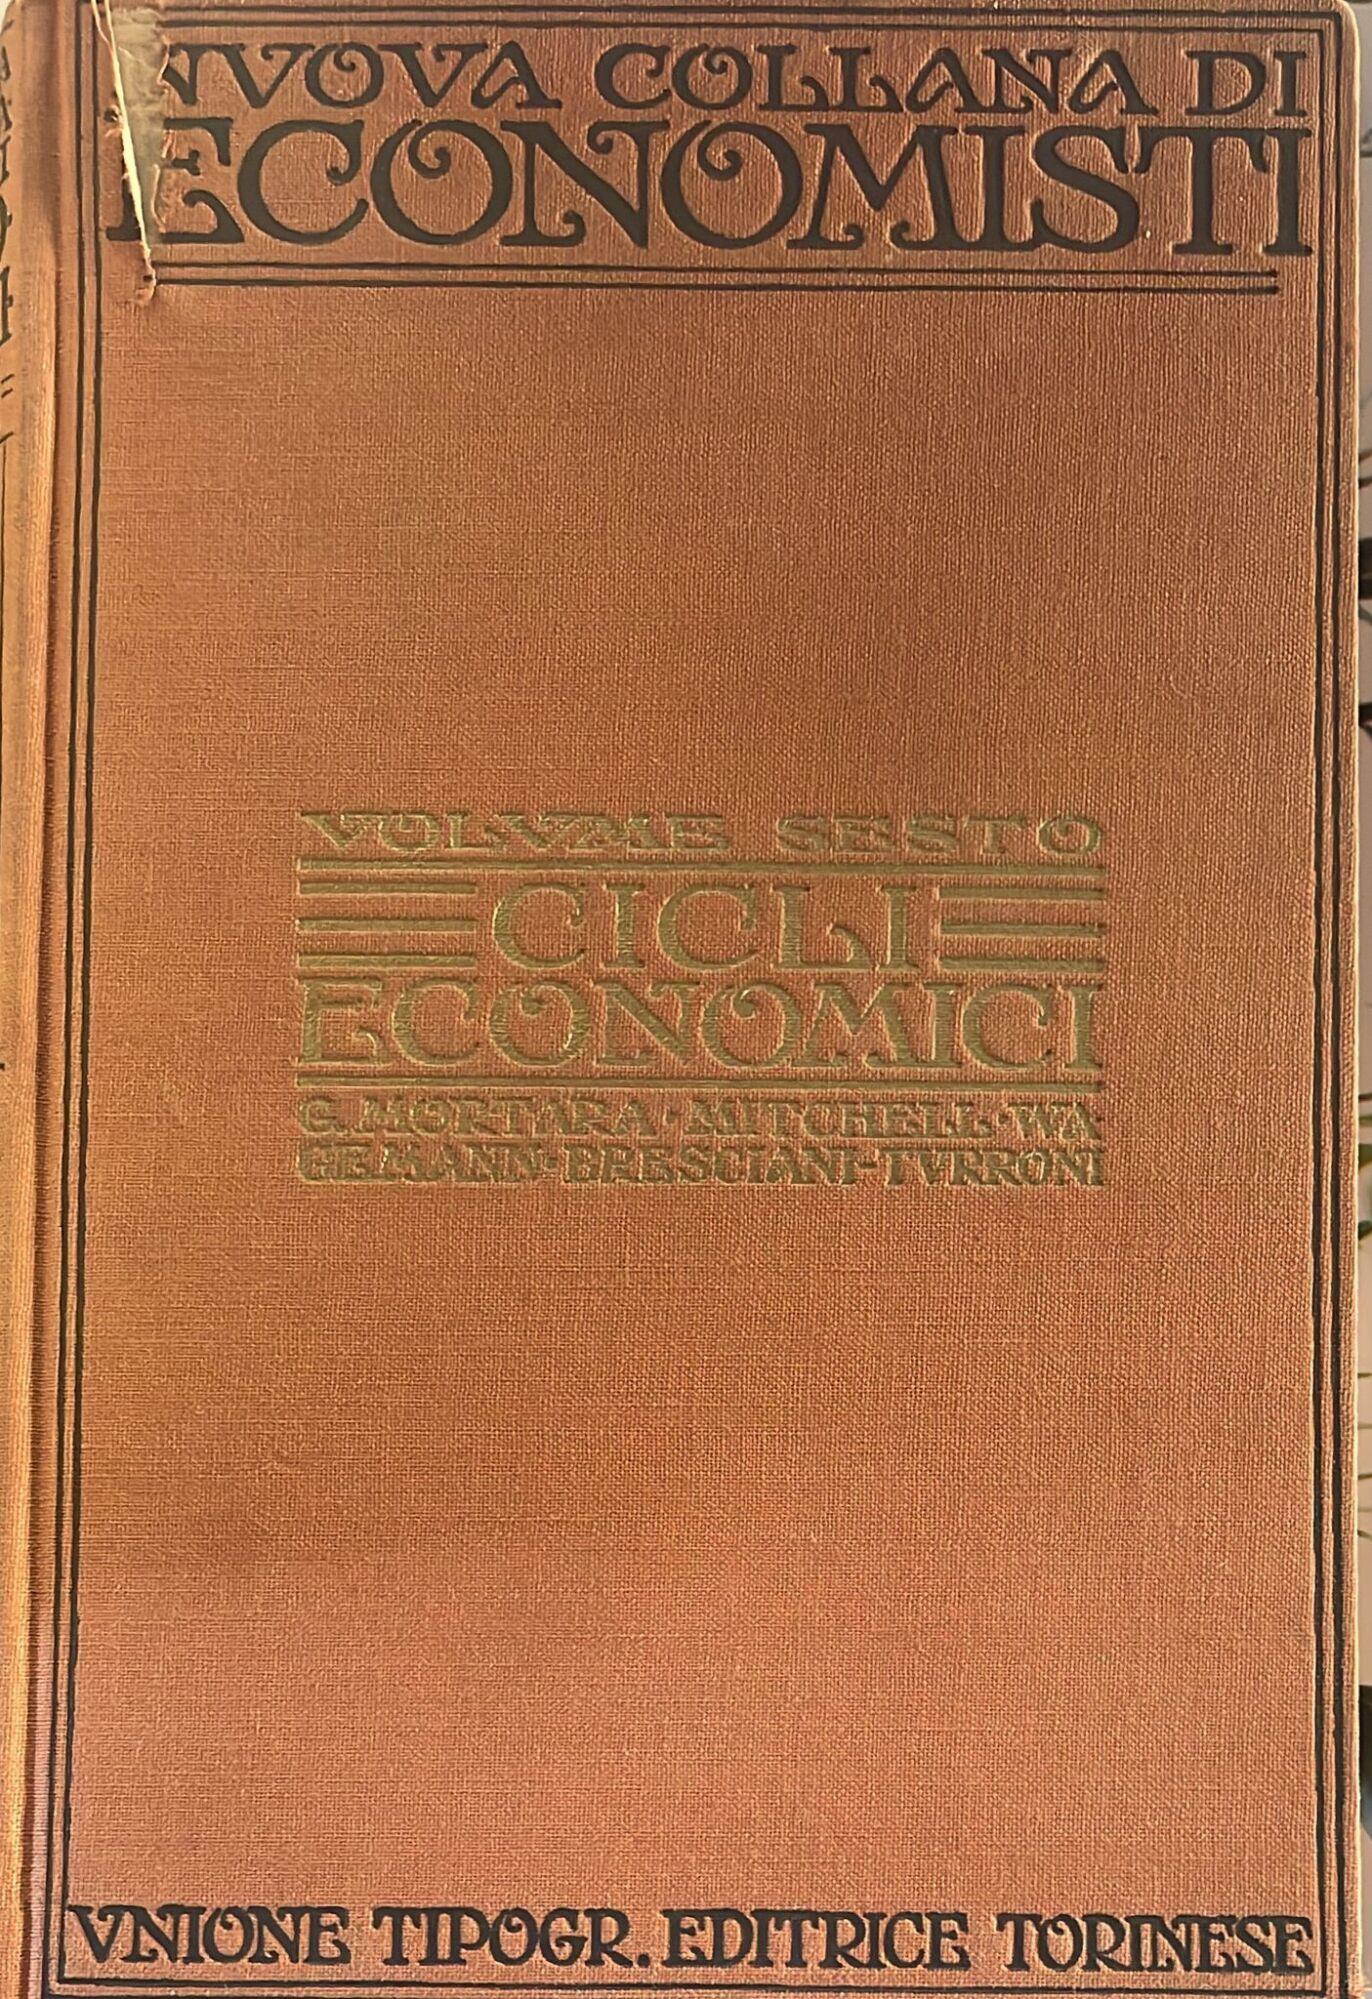 NVOVA COLLANA DI
ECONOMISTI
VOLVME SESTO
CICLI
ECONOMICI
G. MORTARA · MITCHELL · WA
GEMANN · BRESCIANI-TVRRONI
VNIONE TIPOGR. EDITRICE TORINESE